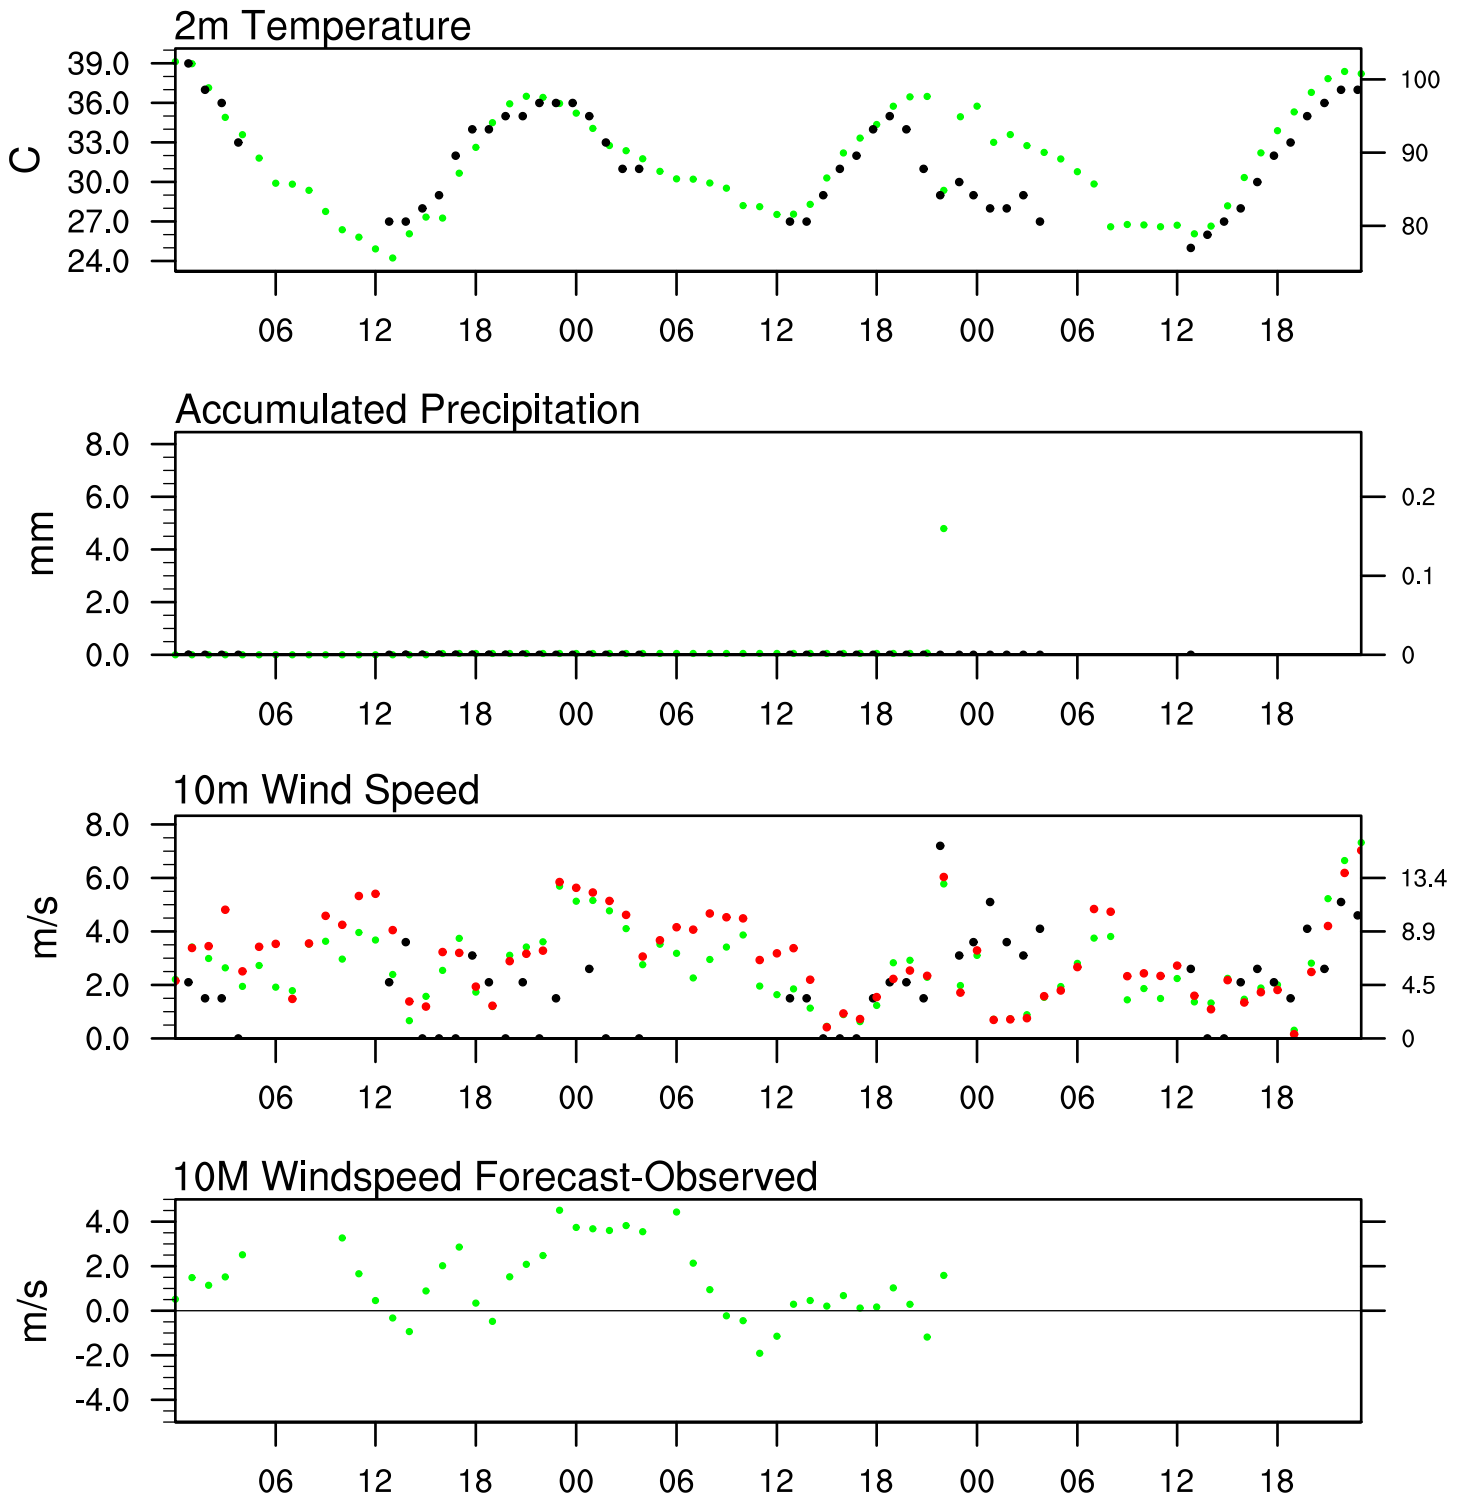 2m Temperature
C
39.0
36.0
33.0
30.0
27.0
24.0
100
90
80
06 12 18 00 06 12 18 00 06 12 18
Accumulated Precipitation
mm
8.0
6.0
4.0
2.0
0.0
0.2
0.1
0
06 12 18 00 06 12 18 00 06 12 18
10m Wind Speed
m/s
8.0
6.0
4.0
2.0
0.0
13.4
8.9
4.5
0
06 12 18 00 06 12 18 00 06 12 18
10M Windspeed Forecast-Observed
m/s
4.0
2.0
0.0
-2.0
-4.0
06 12 18 00 06 12 18 00 06 12 18